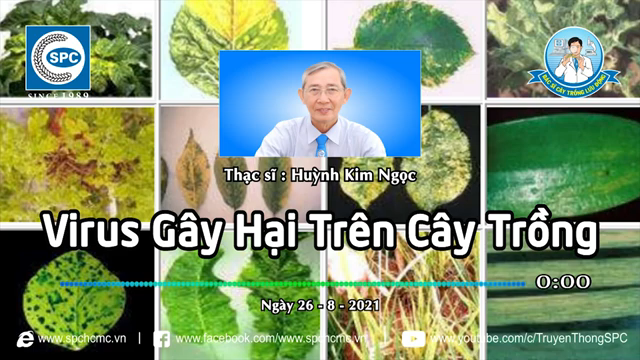 SPC
SINCE 1989
BÁC SĨ CÂY TRỒNG LƯU ĐỘNG
Thạc sĩ : Huỳnh Kim Ngọc
Virus Gây Hại Trên Cây Trồng
0:00
Ngày 26 - 8 - 2021
www.spchcmc.vn | www.facebook.com/www.spchcmc.vn | www.youtube.com/c/TruyenThongSPC